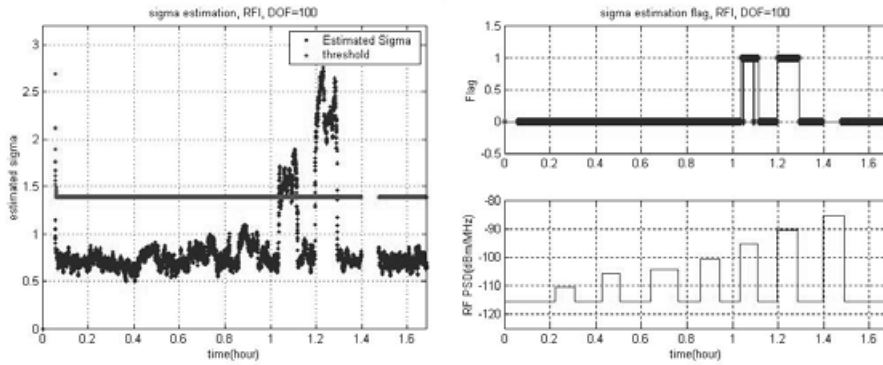 sigma estimation, RFI, DOF=100
3
2.5
2
1.5
1
0.5
0
estimated sigma
Estimated Sigma
threshold
0 0.2 0.4 0.6 0.8 1 1.2 1.4 1.6
time(hour)
sigma estimation flag, RFI, DOF=100
1.5
1
0.5
0
-0.5
Flag
0 0.2 0.4 0.6 0.8 1 1.2 1.4 1.6
-80
-90
-100
-110
-120
RF PSD[dBm/MHz]
0 0.2 0.4 0.6 0.8 1 1.2 1.4 1.6
time(hour)